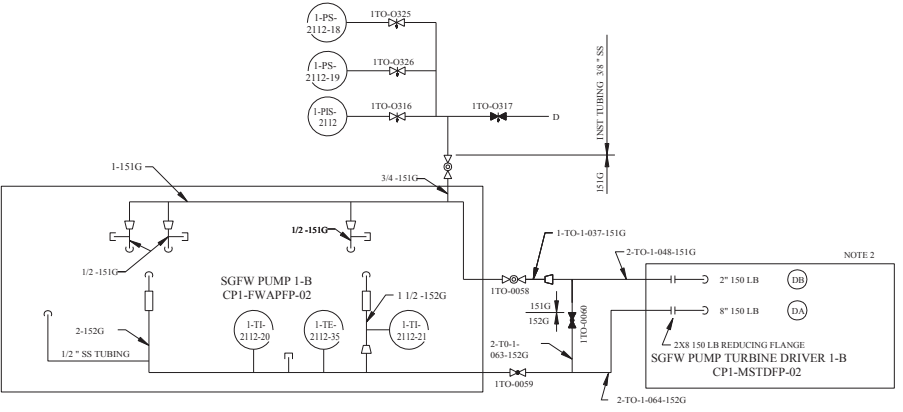 1-PS-
2112-18
1TO-O325
1-PS-
2112-19
1TO-O326
1-PIS-
2112
1TO-O316
1TO-O317
D
1NST TUBING 3/8 " SS
151G
1-151G
3/4 -151G
1/2 -151G
1/2 -151G
SGFW PUMP 1-B
CP1-FWAPFP-02
1 1/2 -152G
2-152G
1/2 " SS TUBING
1-TI-
2112-20
1-TE-
2112-35
1-TI-
2112-21
1-TO-1-037-151G
1TO-0058
2-TO-1-048-151G
NOTE 2
151G
152G
1TO-0060
2" 150 LB
DB
8" 150 LB
DA
2-T0-1-
063-152G
1TO-0059
2X8 150 LB REDUCING FLANGE
SGFW PUMP TURBINE DRIVER 1-B
CP1-MSTDFP-02
2-TO-1-064-152G